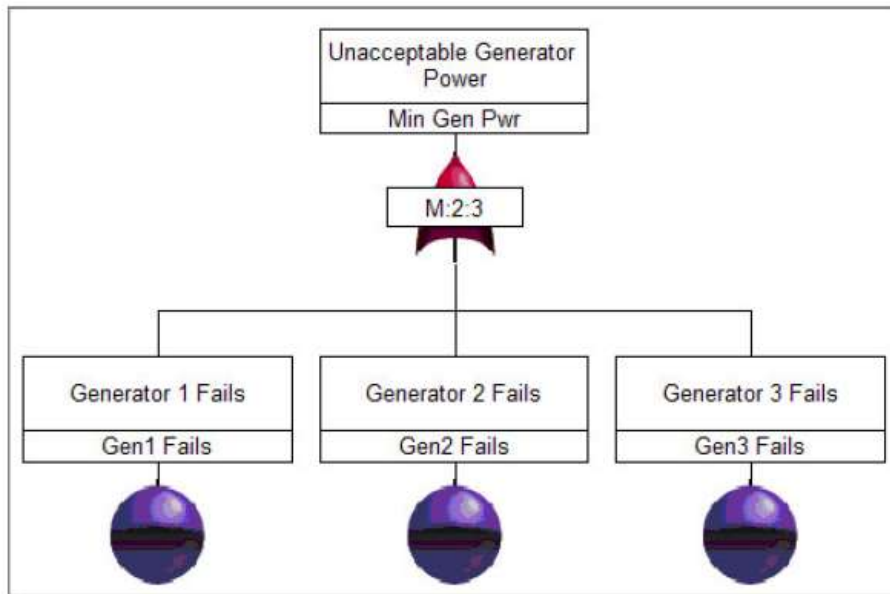 Unacceptable Generator
Power
Min Gen Pwr
M:2:3
Generator 1 Fails
Generator 2 Fails
Generator 3 Fails
Gen1 Fails
Gen2 Fails
Gen3 Fails